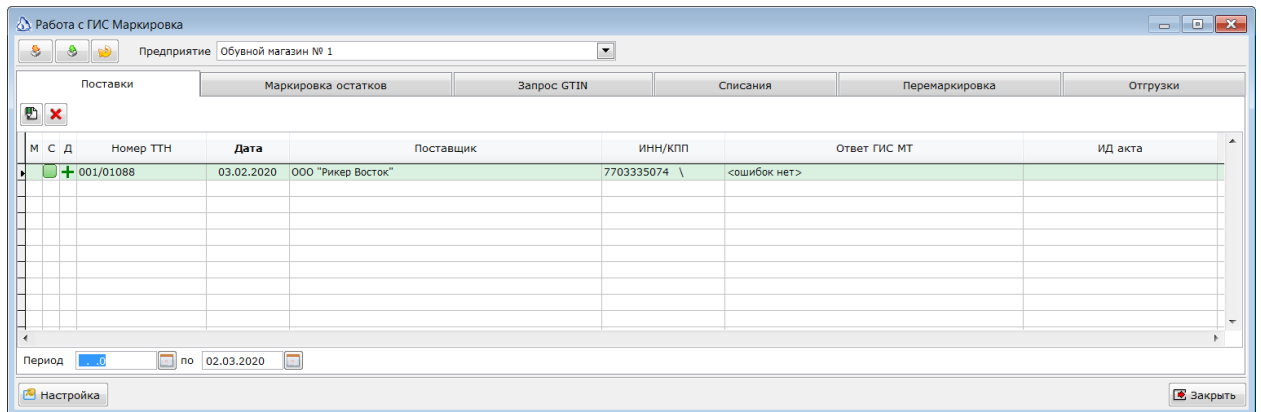 Работа с ГИС Маркировка
Предприятие Обувной магазин № 1
Поставки Маркировка остатков Запрос GTIN Списания Перемаркировка Отгрузки
М С Д Номер ТТН Дата Поставщик ИНН/КПП Ответ ГИС МТ ИД акта
001/01088 03.02.2020 ООО "Рикер Восток" 7703335074 \ <ошибок нет>
Период . .0 по 02.03.2020
Настройка Закрыть